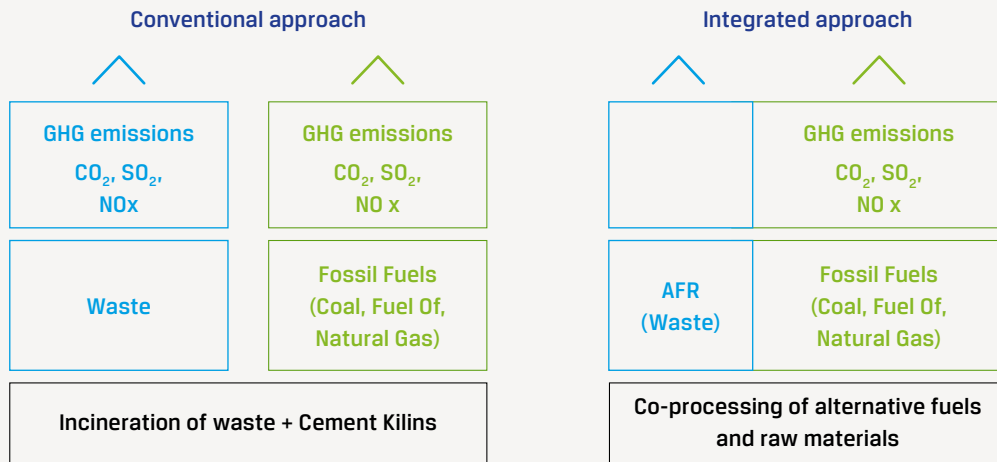 Conventional approach
Integrated approach
GHG emissions
CO₂, SO₂,
NOx
GHG emissions
CO₂, SO₂,
NO x
GHG emissions
CO₂, SO₂,
NO x
Waste
Fossil Fuels
(Coal, Fuel Of,
Natural Gas)
AFR
(Waste)
Fossil Fuels
(Coal, Fuel Of,
Natural Gas)
Incineration of waste + Cement Kilins
Co-processing of alternative fuels
and raw materials